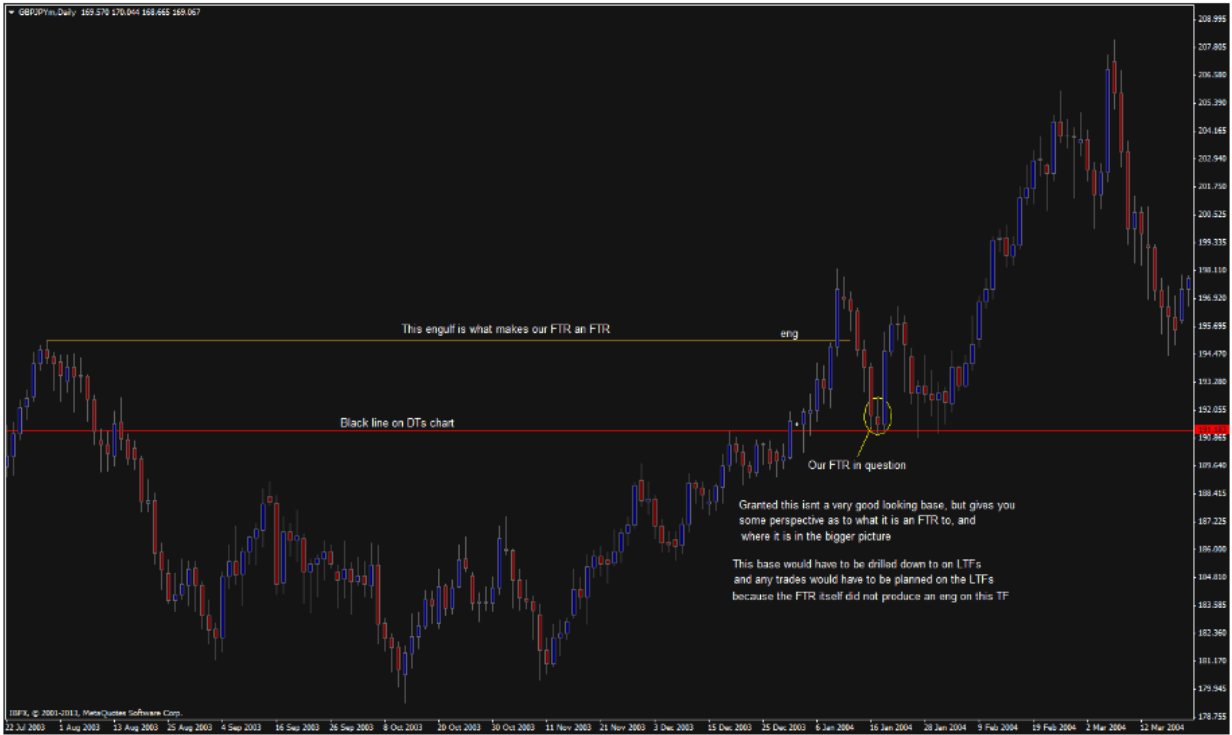 GBPJPYm,Daily 169.570 170.044 168.665 169.067
208.995
207.805
206.580
205.390
204.165
202.940
201.750
200.525
199.335
198.110
196.920
This engulf is what makes our FTR an FTR
eng
195.695
194.470
193.280
192.055
Black line on DTs chart
190.865
Our FTR in question
189.640
188.415
Granted this isnt a very good looking base, but gives you
some perspective as to what it is an FTR to, and
where it is in the bigger picture
187.225
186.000
This base would have to be drilled down to on LTFs
and any trades would have to be planned on the LTFs
because the FTR itself did not produce an eng on this TF
184.810
183.585
182.360
181.170
179.945
178.755
IBFX, © 2001-2013, MetaQuotes Software Corp.
22 Jul 2003 1 Aug 2003 13 Aug 2003 25 Aug 2003 4 Sep 2003 16 Sep 2003 26 Sep 2003 8 Oct 2003 20 Oct 2003 30 Oct 2003 11 Nov 2003 21 Nov 2003 3 Dec 2003 15 Dec 2003 25 Dec 2003 6 Jan 2004 16 Jan 2004 28 Jan 2004 9 Feb 2004 19 Feb 2004 2 Mar 2004 12 Mar 2004